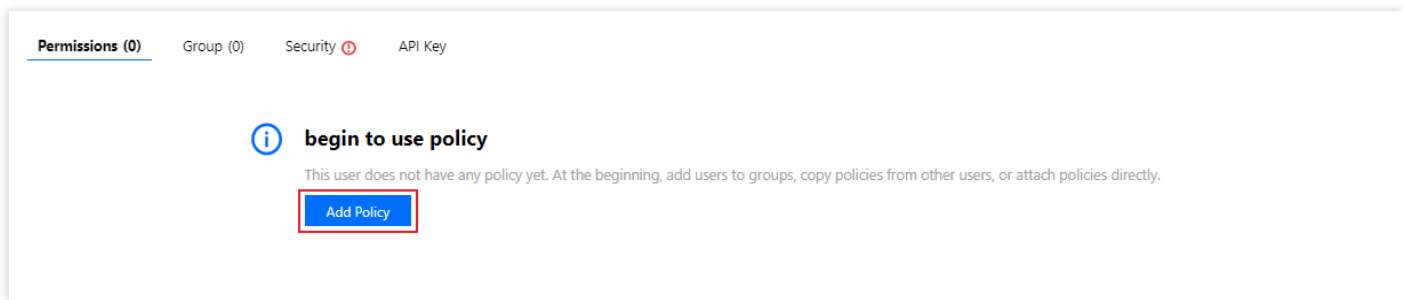 Permissions (0) Group (0) Security API Key
begin to use policy
This user does not have any policy yet. At the beginning, add users to groups, copy policies from other users, or attach policies directly.
Add Policy